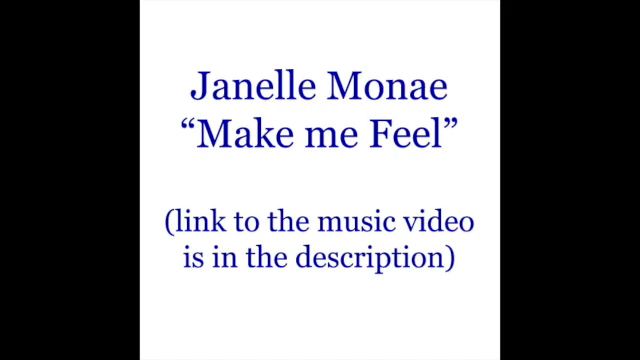 Janelle Monae
“Make me Feel”
(link to the music video
is in the description)